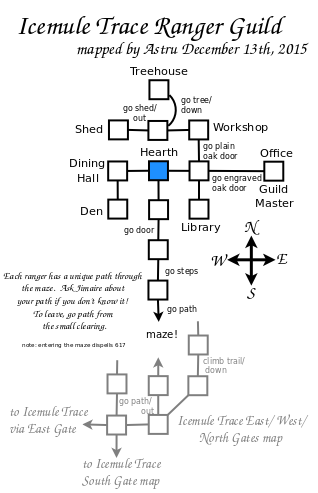 Icemule Trace Ranger Guild
mapped by Astru December 13th, 2015
Treehouse
go shed/
out
go tree/
down
Shed
Workshop
Hearth
go plain
oak door
Office
Dining
Hall
go engraved
oak door
Guild
Master
Den
Library
go door
N
W
E
S
go steps
Each ranger has a unique path through
the maze. Ask Jimaire about
your path if you don't know it!
To leave, go path from
the small clearing.
go path
maze!
note: entering the maze dispells 617
climb trail/
down
go path/
out
to Icemule Trace
via East Gate
Icemule Trace East/ West/
North Gates map
to Icemule Trace
South Gate map